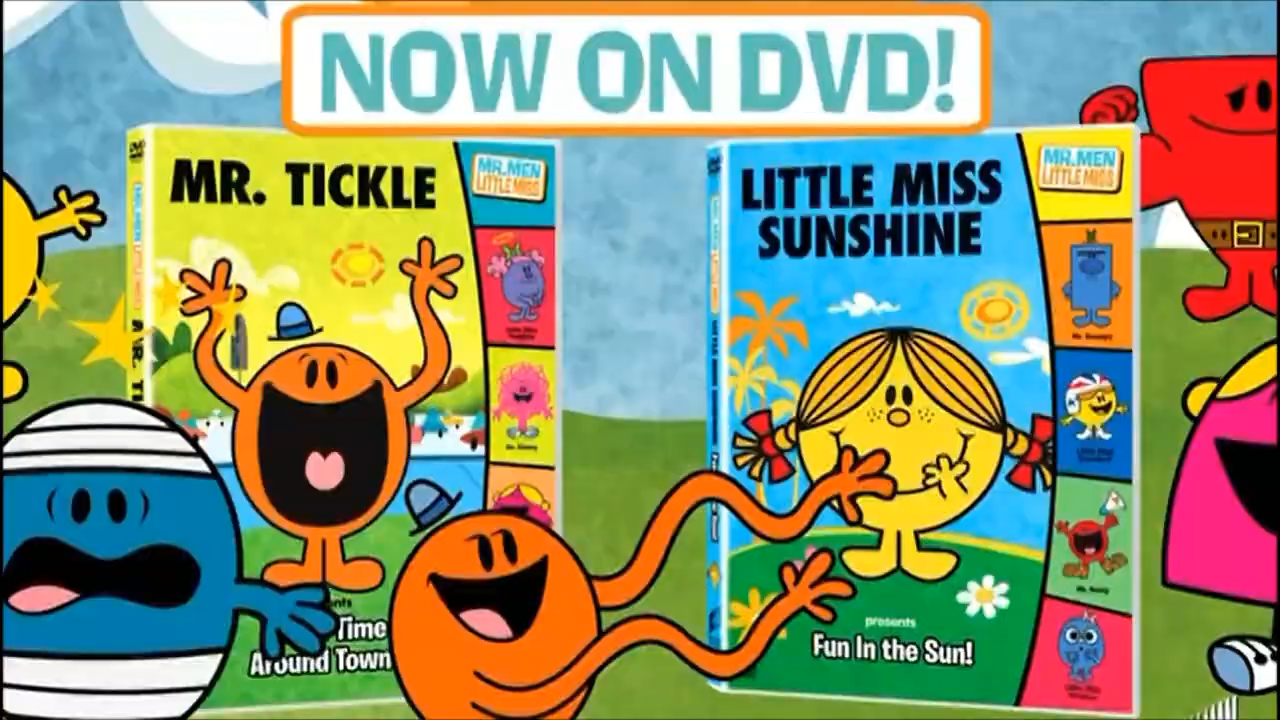 NOW ON DVD!
MR. TICKLE
MR. MEN
LITTLE MISS
Time
Around Town
LITTLE MISS
SUNSHINE
MR. MEN
LITTLE MISS
presents
Fun In the Sun!